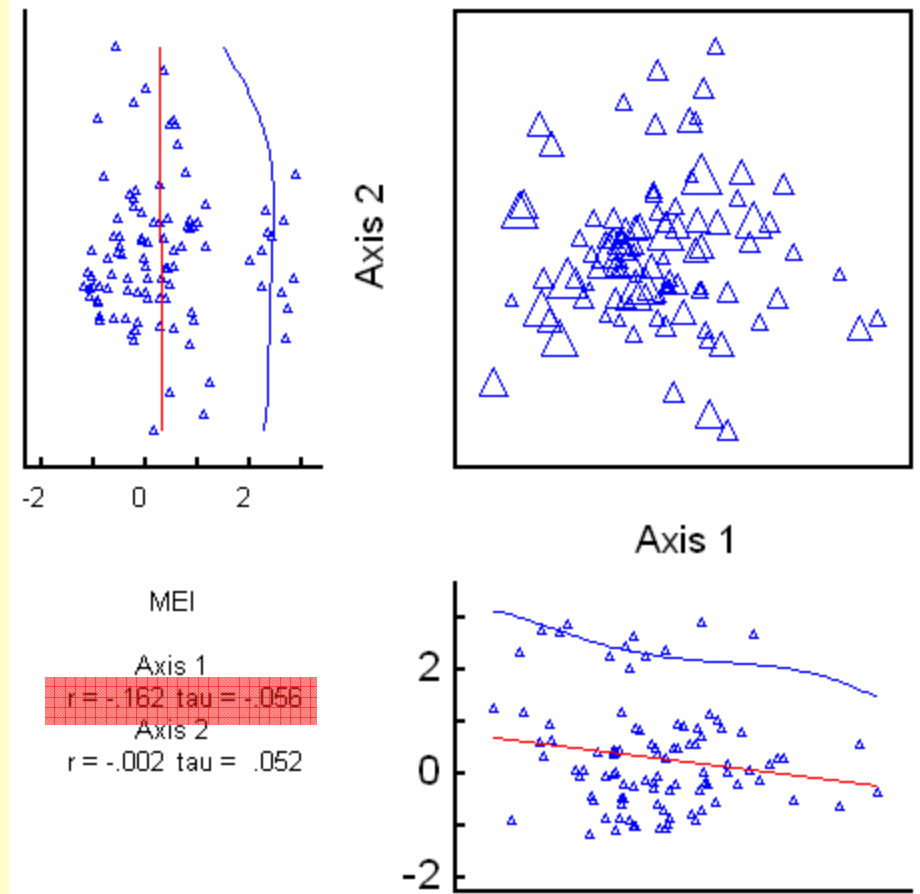 Axis 2
-2 0 2
Axis 1
MEI
Axis 1
r = -.162 tau = -.056
Axis 2
r = -.002 tau = .052
2
0
-2